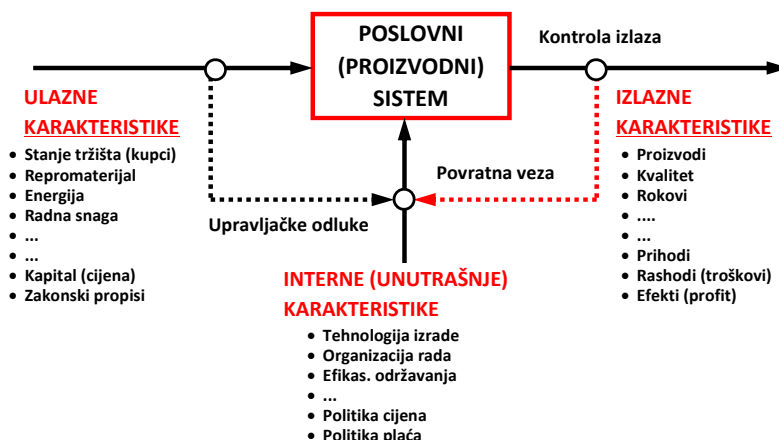 POSLOVNI
(PROIZVODNI)
SISTEM
Kontrola izlaza
ULAZNE
KARAKTERISTIKE
• Stanje tržišta (kupci)
• Repromaterijal
• Energija
• Radna snaga
• ...
• ...
• Kapital (cijena)
• Zakonski propisi
Upravljačke odluke
Povratna veza
IZLAZNE
KARAKTERISTIKE
• Proizvodi
• Kvalitet
• Rokovi
• ....
• ...
• Prihodi
• Rashodi (troškovi)
• Efekti (profit)
INTERNE (UNUTRAŠNJE)
KARAKTERISTIKE
• Tehnologija izrade
• Organizacija rada
• Efikas. održavanja
• ...
• Politika cijena
• Politika plaća